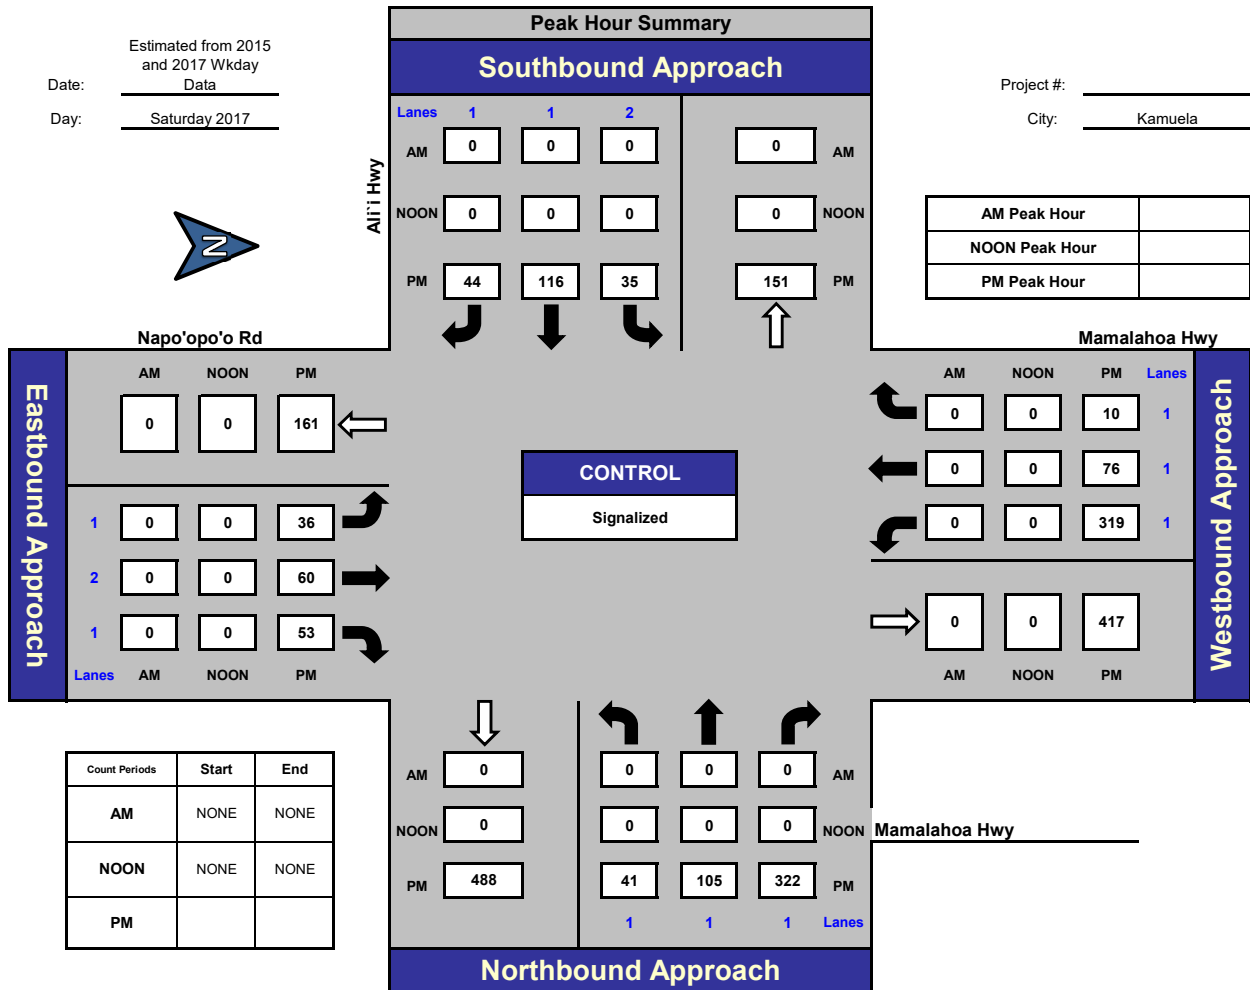 Peak Hour Summary
Southbound Approach
Estimated from 2015
and 2017 Wkday
Date: Data
Day: Saturday 2017
Project #:
City: Kamuela
Lanes 1 1 2
AM 0 0 0 0 AM
NOON 0 0 0 0 NOON
PM 44 116 35 151 PM
Ali`i Hwy
N
AM Peak Hour
NOON Peak Hour
PM Peak Hour
Napo'opo'o Rd
Mamalahoa Hwy
Eastbound Approach
AM NOON PM
0 0 161
1 0 0 36
2 0 0 60
1 0 0 53
Lanes AM NOON PM
CONTROL
Signalized
AM NOON PM Lanes
0 0 10 1
0 0 76 1
0 0 319 1
0 0 417
AM NOON PM
Westbound Approach
Count Periods Start End
AM NONE NONE
NOON NONE NONE
PM
AM 0 0 0 0 AM
NOON 0 0 0 0 NOON
Mamalahoa Hwy
PM 488 41 105 322 PM
1 1 1 Lanes
Northbound Approach